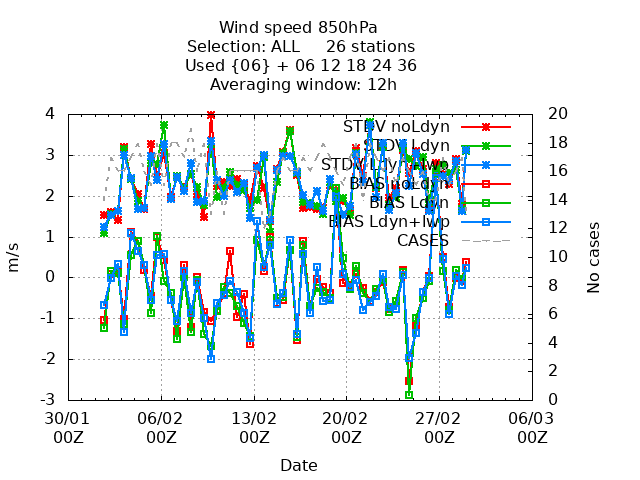 Wind speed 850hPa
Selection: ALL 26 stations
Used {06} + 06 12 18 24 36
Averaging window: 12h
4
3
2
1
0
-1
-2
-3
m/s
20
18
16
14
12
10
8
6
4
2
0
No cases
STDV noLdyn
STDV Ldyn
STDV Ldyn+lwp
BIAS noLdyn
BIAS Ldyn
BIAS Ldyn+lwp
CASES
30/01 06/02 13/02 20/02 27/02 06/03
00Z 00Z 00Z 00Z 00Z 00Z
Date